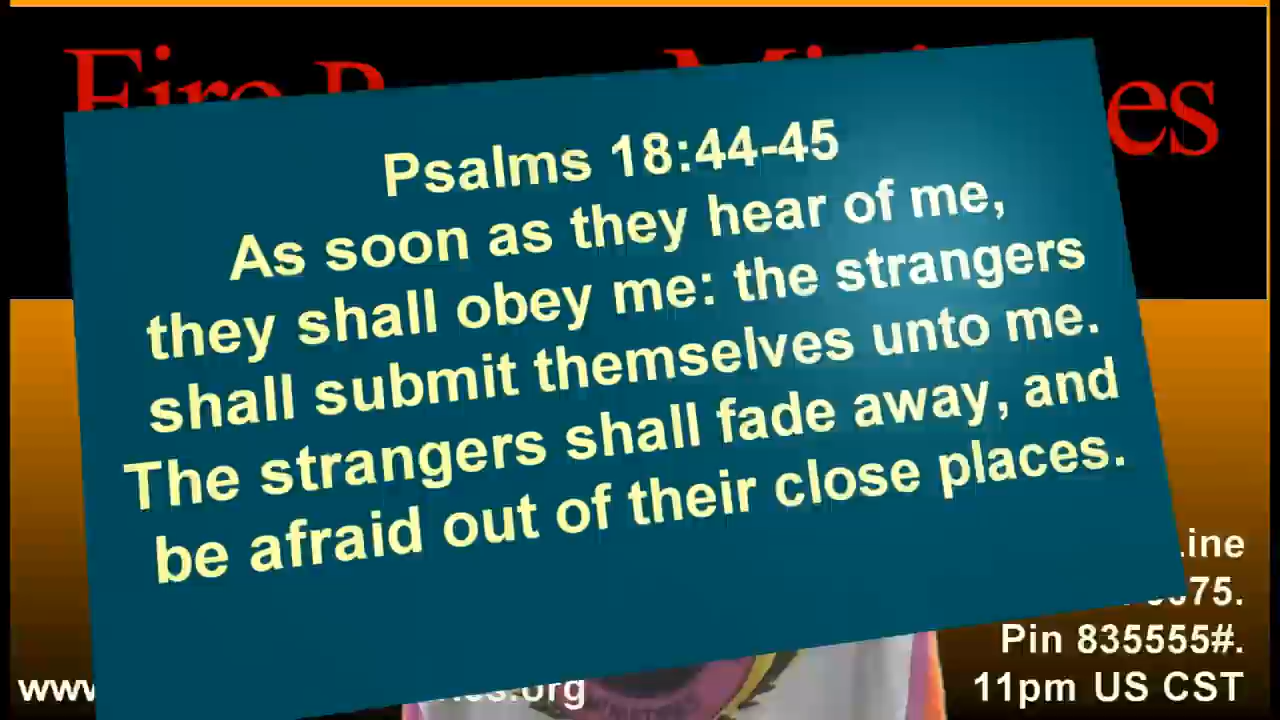 Fire
es
Psalms 18:44-45
As soon as they hear of me,
they shall obey me: the strangers
shall submit themselves unto me.
The strangers shall fade away, and
be afraid out of their close places.
Pin 835555#.
11pm US CST